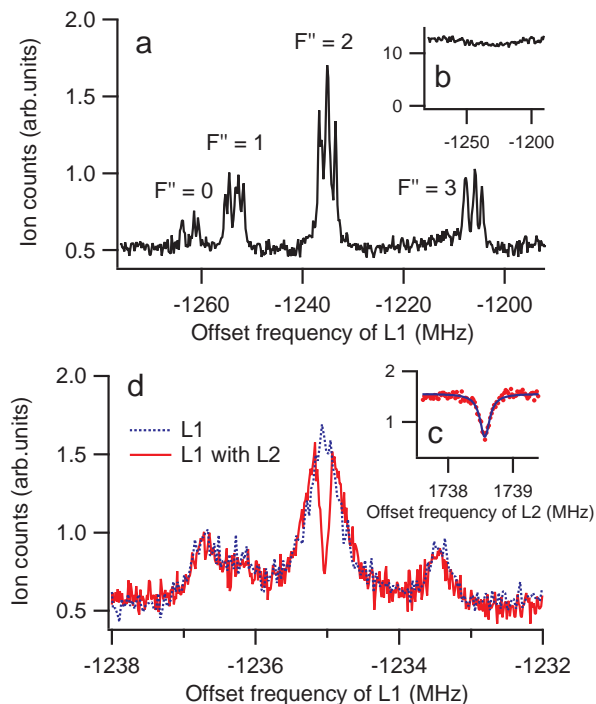 2.0
1.5
1.0
0.5
Ion counts (arb.units)
a
F" = 0
F" = 1
F" = 2
F" = 3
-1260
-1240
-1220
-1200
Offset frequency of L1 (MHz)
10
0
b
-1250
-1200
2.0
1.5
1.0
0.5
Ion counts (arb.units)
d
L1
L1 with L2
2
1
c
1738
1739
Offset frequency of L2 (MHz)
-1238
-1236
-1234
-1232
Offset frequency of L1 (MHz)